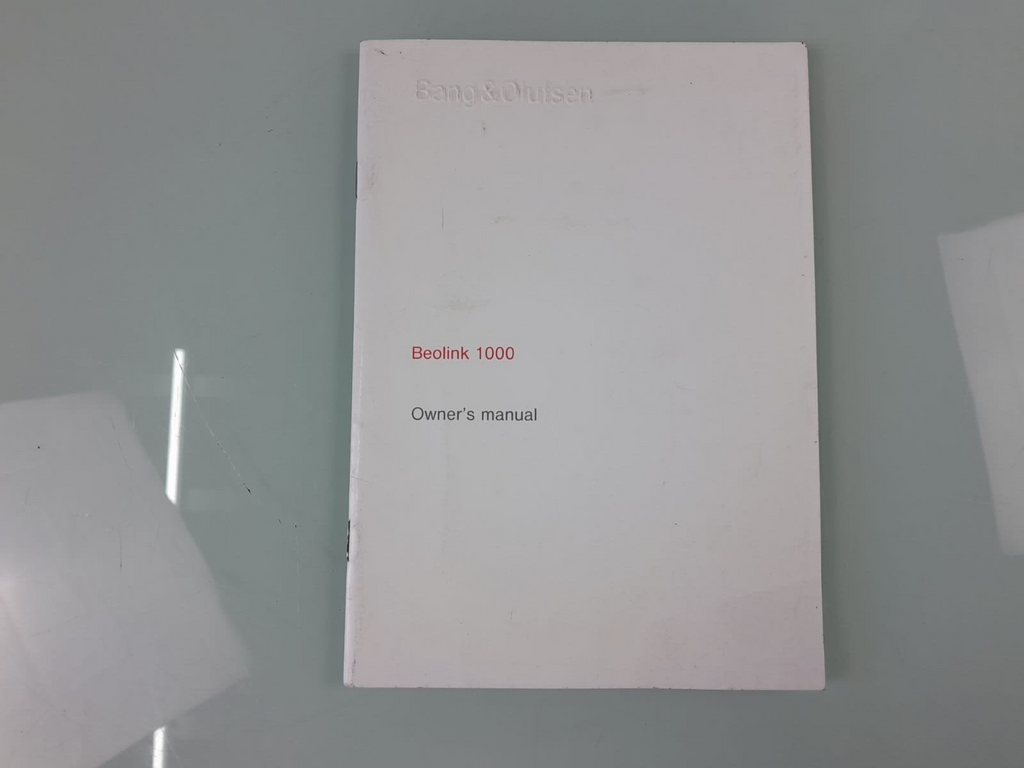 Bang & Olufsen
Beolink 1000
Owner's manual